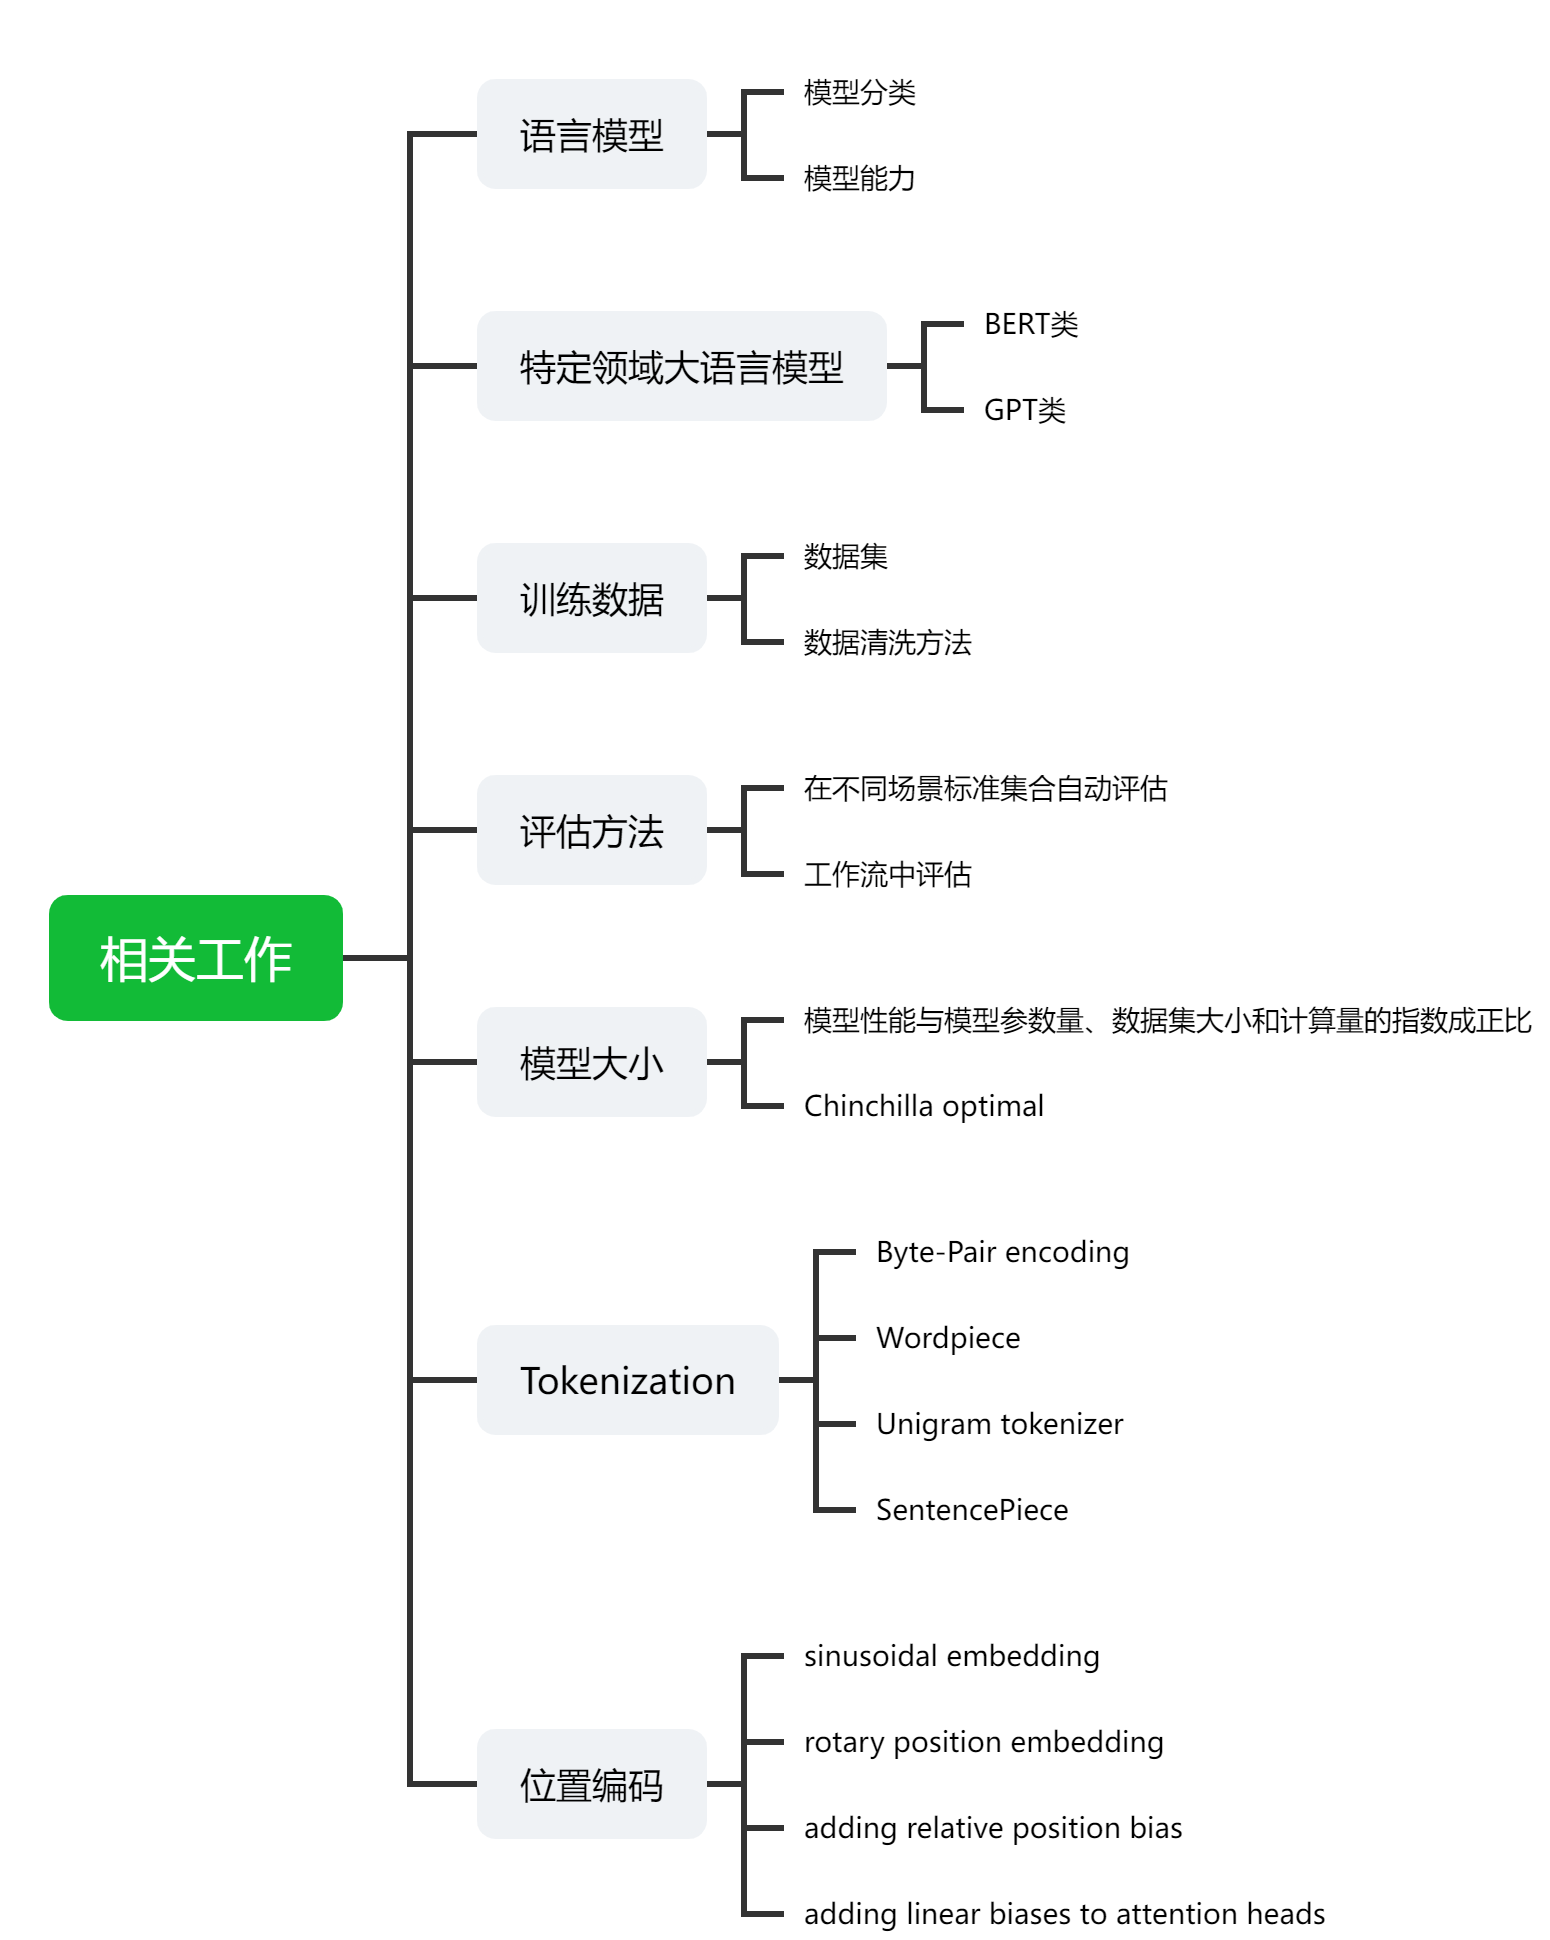 相关工作
语言模型
模型分类
模型能力
特定领域大语言模型
BERT类
GPT类
训练数据
数据集
数据清洗方法
评估方法
在不同场景标准集合自动评估
工作流中评估
模型大小
模型性能与模型参数量、数据集大小和计算量的指数成正比
Chinchilla optimal
Tokenization
Byte-Pair encoding
Wordpiece
Unigram tokenizer
SentencePiece
位置编码
sinusoidal embedding
rotary position embedding
adding relative position bias
adding linear biases to attention heads